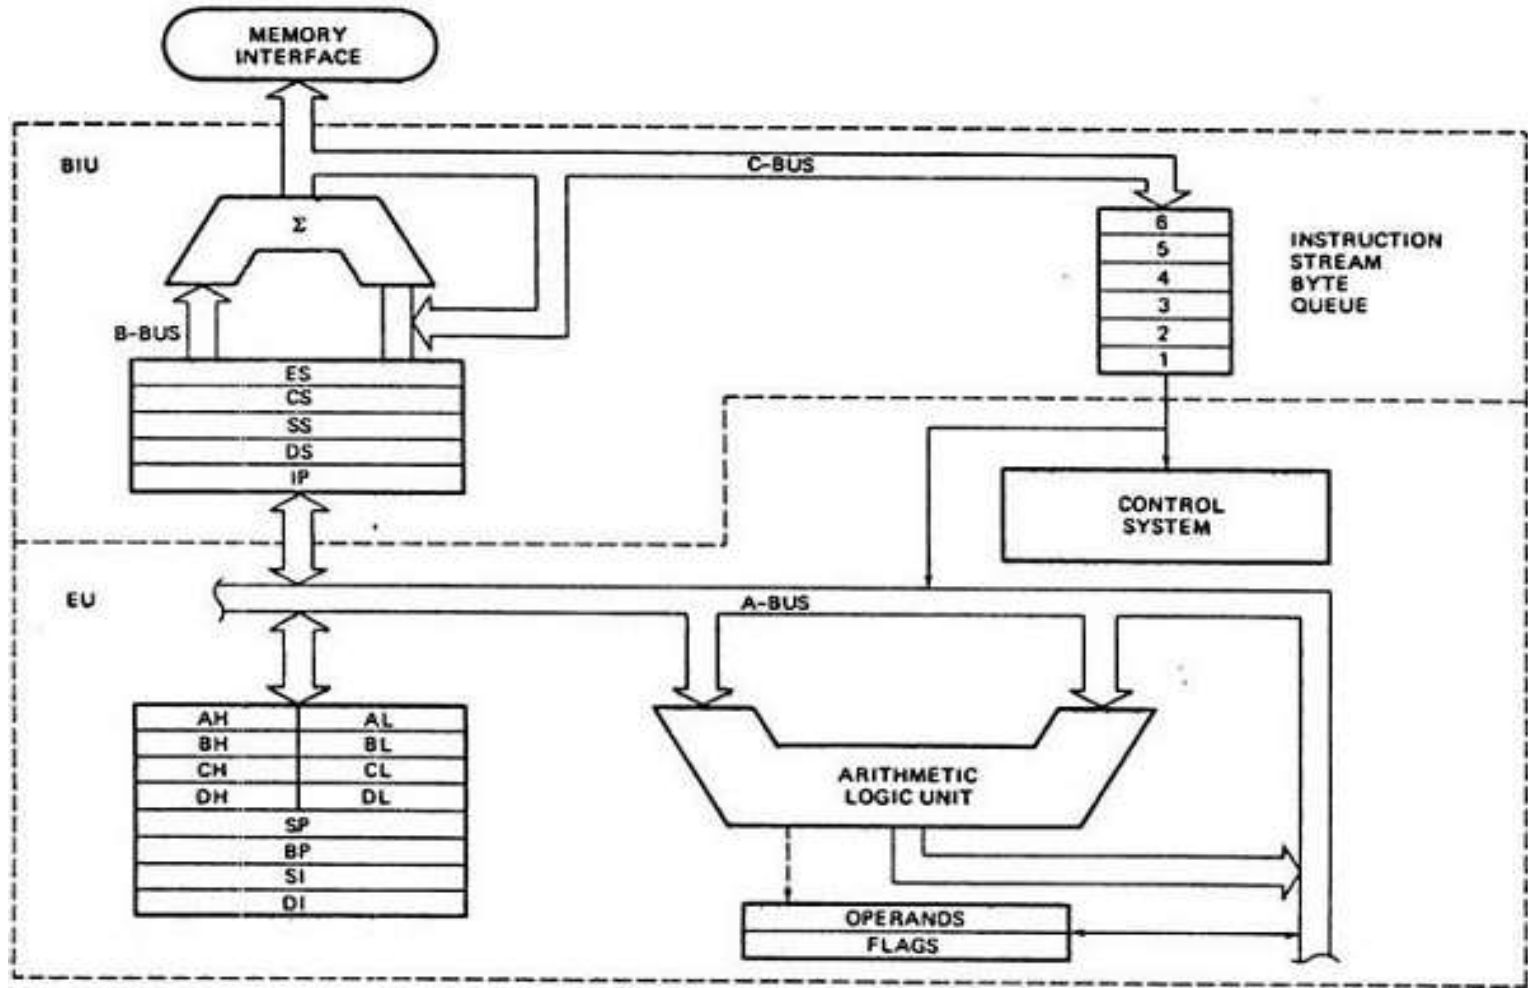 MEMORY
INTERFACE
BIU
C-BUS
Σ
B-BUS
6
5
4
3
2
1
INSTRUCTION
STREAM
BYTE
QUEUE
ES
CS
SS
DS
IP
CONTROL
SYSTEM
EU
A-BUS
AH AL
BH BL
CH CL
DH DL
SP
BP
SI
DI
ARITHMETIC
LOGIC UNIT
OPERANDS
FLAGS